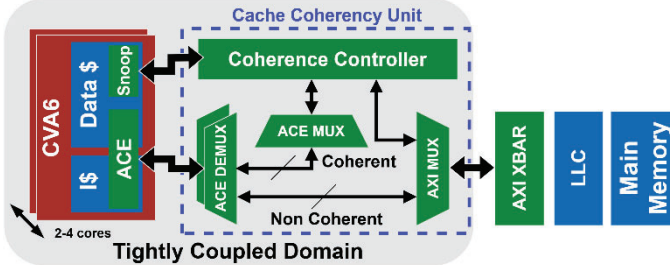 Cache Coherency Unit
CVA6
Data $
Snoop
I$
ACE
Coherence Controller
ACE MUX
ACE DEMUX
Coherent
AXI MUX
Non Coherent
AXI XBAR
LLC
Main
Memory
2-4 cores
Tightly Coupled Domain